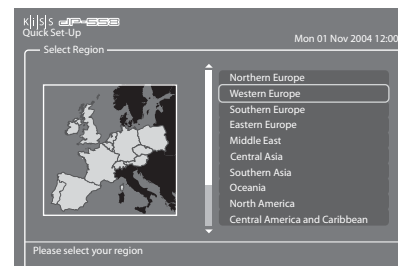 KiSS DP-558
Quick Set-Up
Mon 01 Nov 2004 12:00
Select Region
Northern Europe
Western Europe
Southern Europe
Eastern Europe
Middle East
Central Asia
Southern Asia
Oceania
North America
Central America and Caribbean
Please select your region